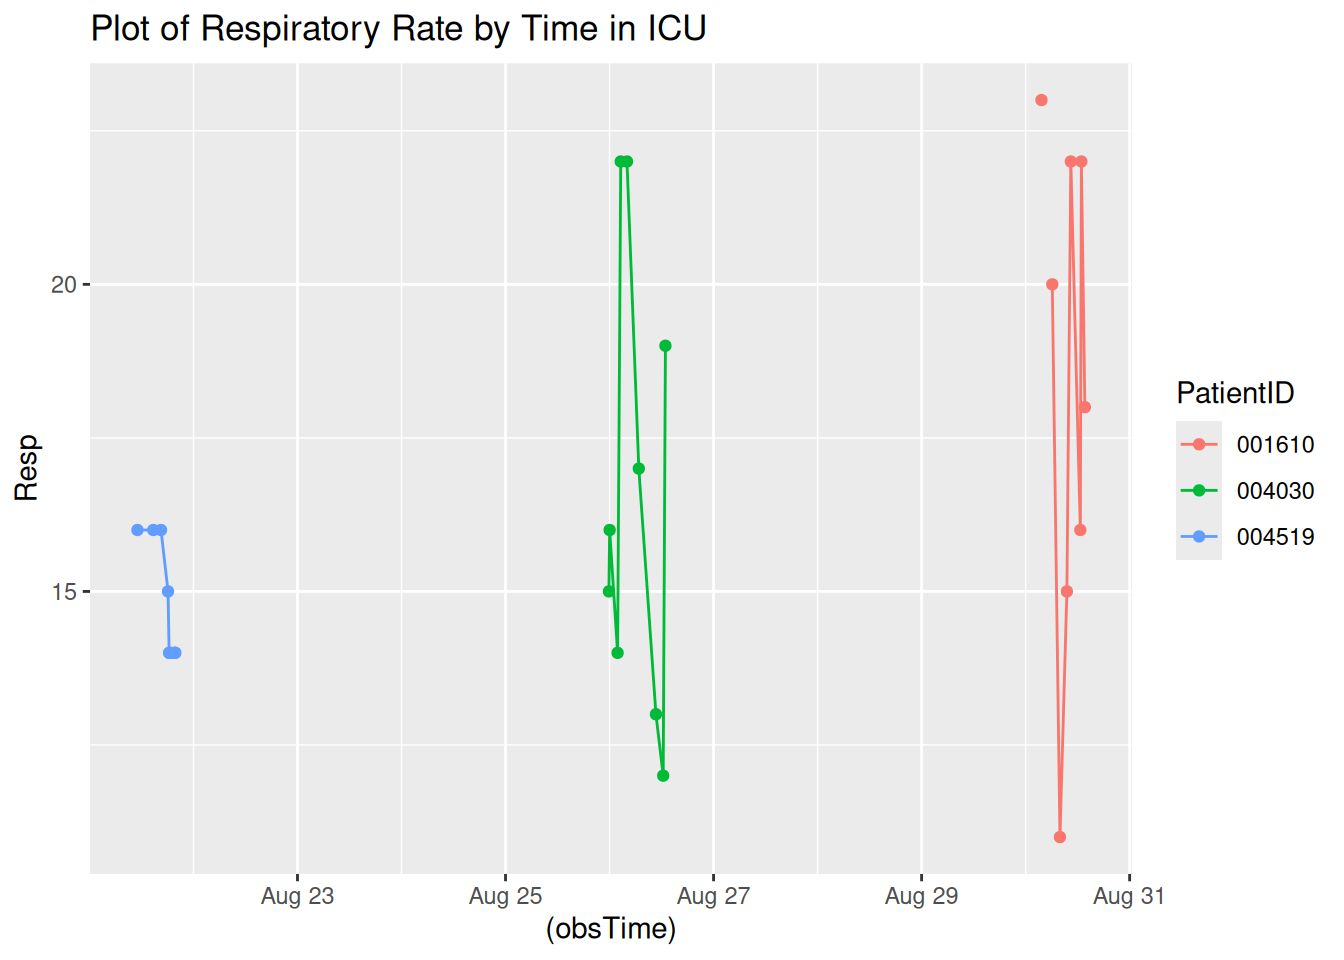 Plot of Respiratory Rate by Time in ICU
Resp
20
15
Aug 23
Aug 25
Aug 27
Aug 29
Aug 31
(obsTime)
PatientID
001610
004030
004519